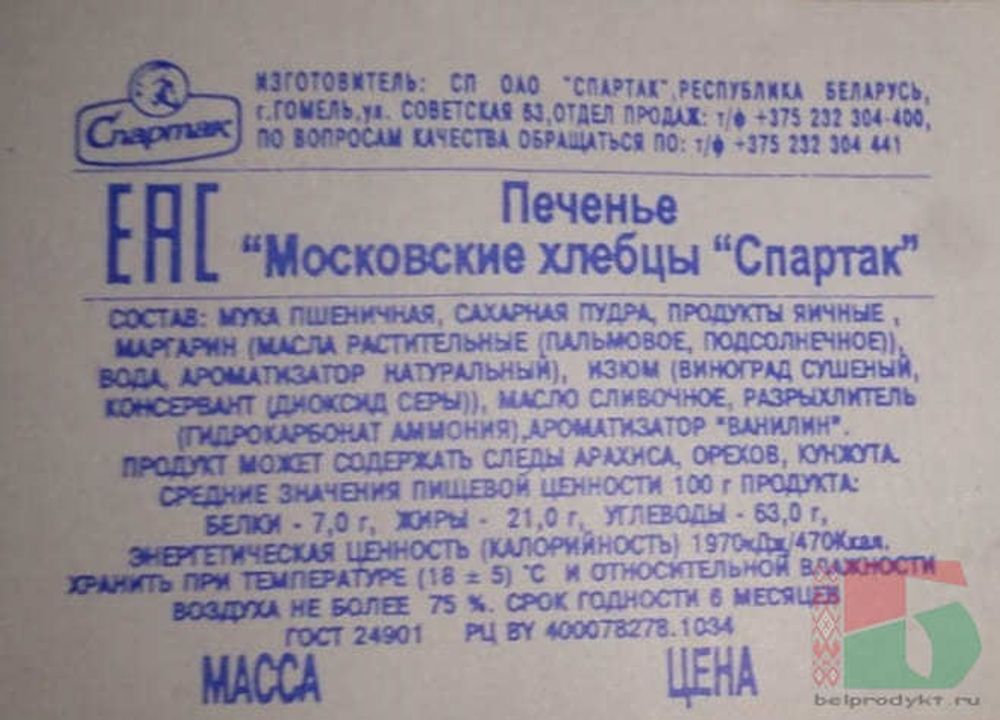 Спартак
ИЗГОТОВИТЕЛЬ: СП ОАО "СПАРТАК", РЕСПУБЛИКА БЕЛАРУСЬ,
г.ГОМЕЛЬ, ул. СОВЕТСКАЯ 63, ОТДЕЛ ПРОДАЖ: т/ф +375 232 304-400,
ПО ВОПРОСАМ КАЧЕСТВА ОБРАЩАТЬСЯ ПО: т/ф +375 232 304 441
ЕАС
Печенье
"Московские хлебцы "Спартак"
СОСТАВ: МУКА ПШЕНИЧНАЯ, САХАРНАЯ ПУДРА, ПРОДУКТЫ ЯИЧНЫЕ ,
МАРГАРИН (МАСЛА РАСТИТЕЛЬНЫЕ (ПАЛЬМОВОЕ, ПОДСОЛНЕЧНОЕ)),
ВОДА, АРОМАТИЗАТОР НАТУРАЛЬНЫЙ), ИЗЮМ (ВИНОГРАД СУШЕНЫЙ,
КОНСЕРВАНТ (ДИОКСИД СЕРЫ)), МАСЛО СЛИВОЧНОЕ, РАЗРЫХЛИТЕЛЬ
(ГИДРОКАРБОНАТ АММОНИЯ), АРОМАТИЗАТОР "ВАНИЛИН".
ПРОДУКТ МОЖЕТ СОДЕРЖАТЬ СЛЕДЫ АРАХИСА, ОРЕХОВ, КУНЖУТА.
СРЕДНИЕ ЗНАЧЕНИЯ ПИЩЕВОЙ ЦЕННОСТИ 100 г ПРОДУКТА:
БЕЛКИ - 7,0 г, ЖИРЫ - 21,0 г, УГЛЕВОДЫ - 63,0 г,
ЭНЕРГЕТИЧЕСКАЯ ЦЕННОСТЬ (КАЛОРИЙНОСТЬ) 1970кДж/470Ккал.
ХРАНИТЬ ПРИ ТЕМПЕРАТУРЕ (18 ± 5) °С И ОТНОСИТЕЛЬНОЙ ВЛАЖНОСТИ
ВОЗДУХА НЕ БОЛЕЕ 75 %. СРОК ГОДНОСТИ 6 МЕСЯЦЕВ
ГОСТ 24901 РЦ BY 400078278.1034
МАССА ЦЕНА
belprodykt.ru